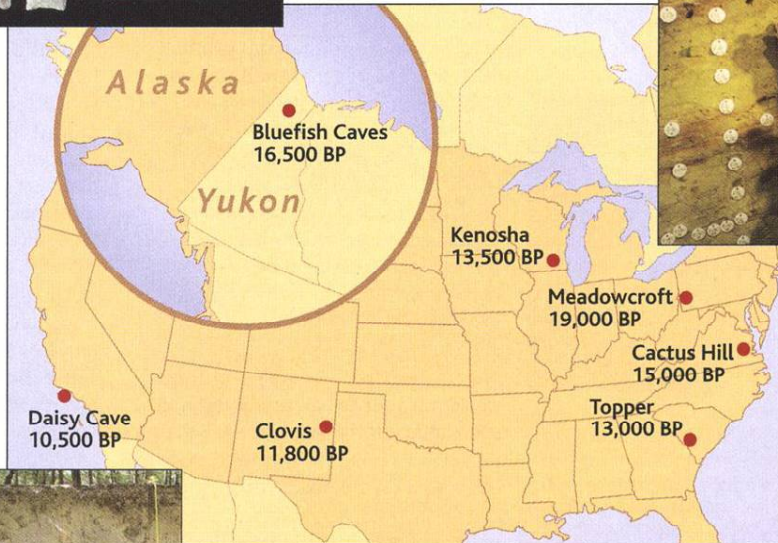 Alaska
Bluefish Caves
16,500 BP
Yukon
Kenosha
13,500 BP
Meadowcroft
19,000 BP
Cactus Hill
15,000 BP
Daisy Cave
10,500 BP
Clovis
11,800 BP
Topper
13,000 BP